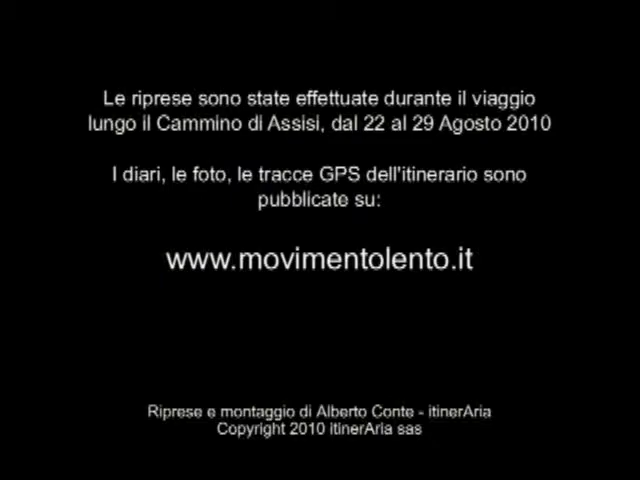 Le riprese sono state effettuate durante il viaggio
lungo il Cammino di Assisi, dal 22 al 29 Agosto 2010
I diari, le foto, le tracce GPS dell'itinerario sono
pubblicate su:
www.movimentolento.it
Riprese e montaggio di Alberto Conte - itinerAria
Copyright 2010 itinerAria sas